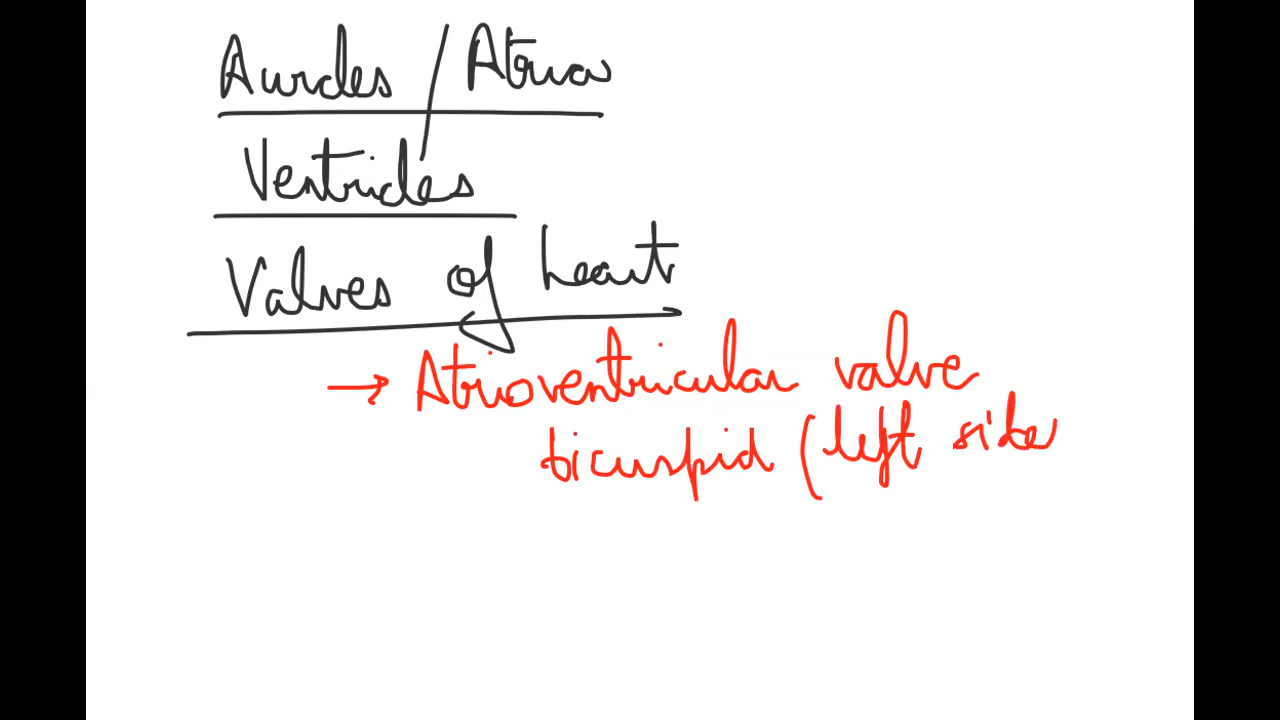 Auricles / Atria
Ventricles
Valves of heart
→ Atrioventricular valve
bicuspid (left side